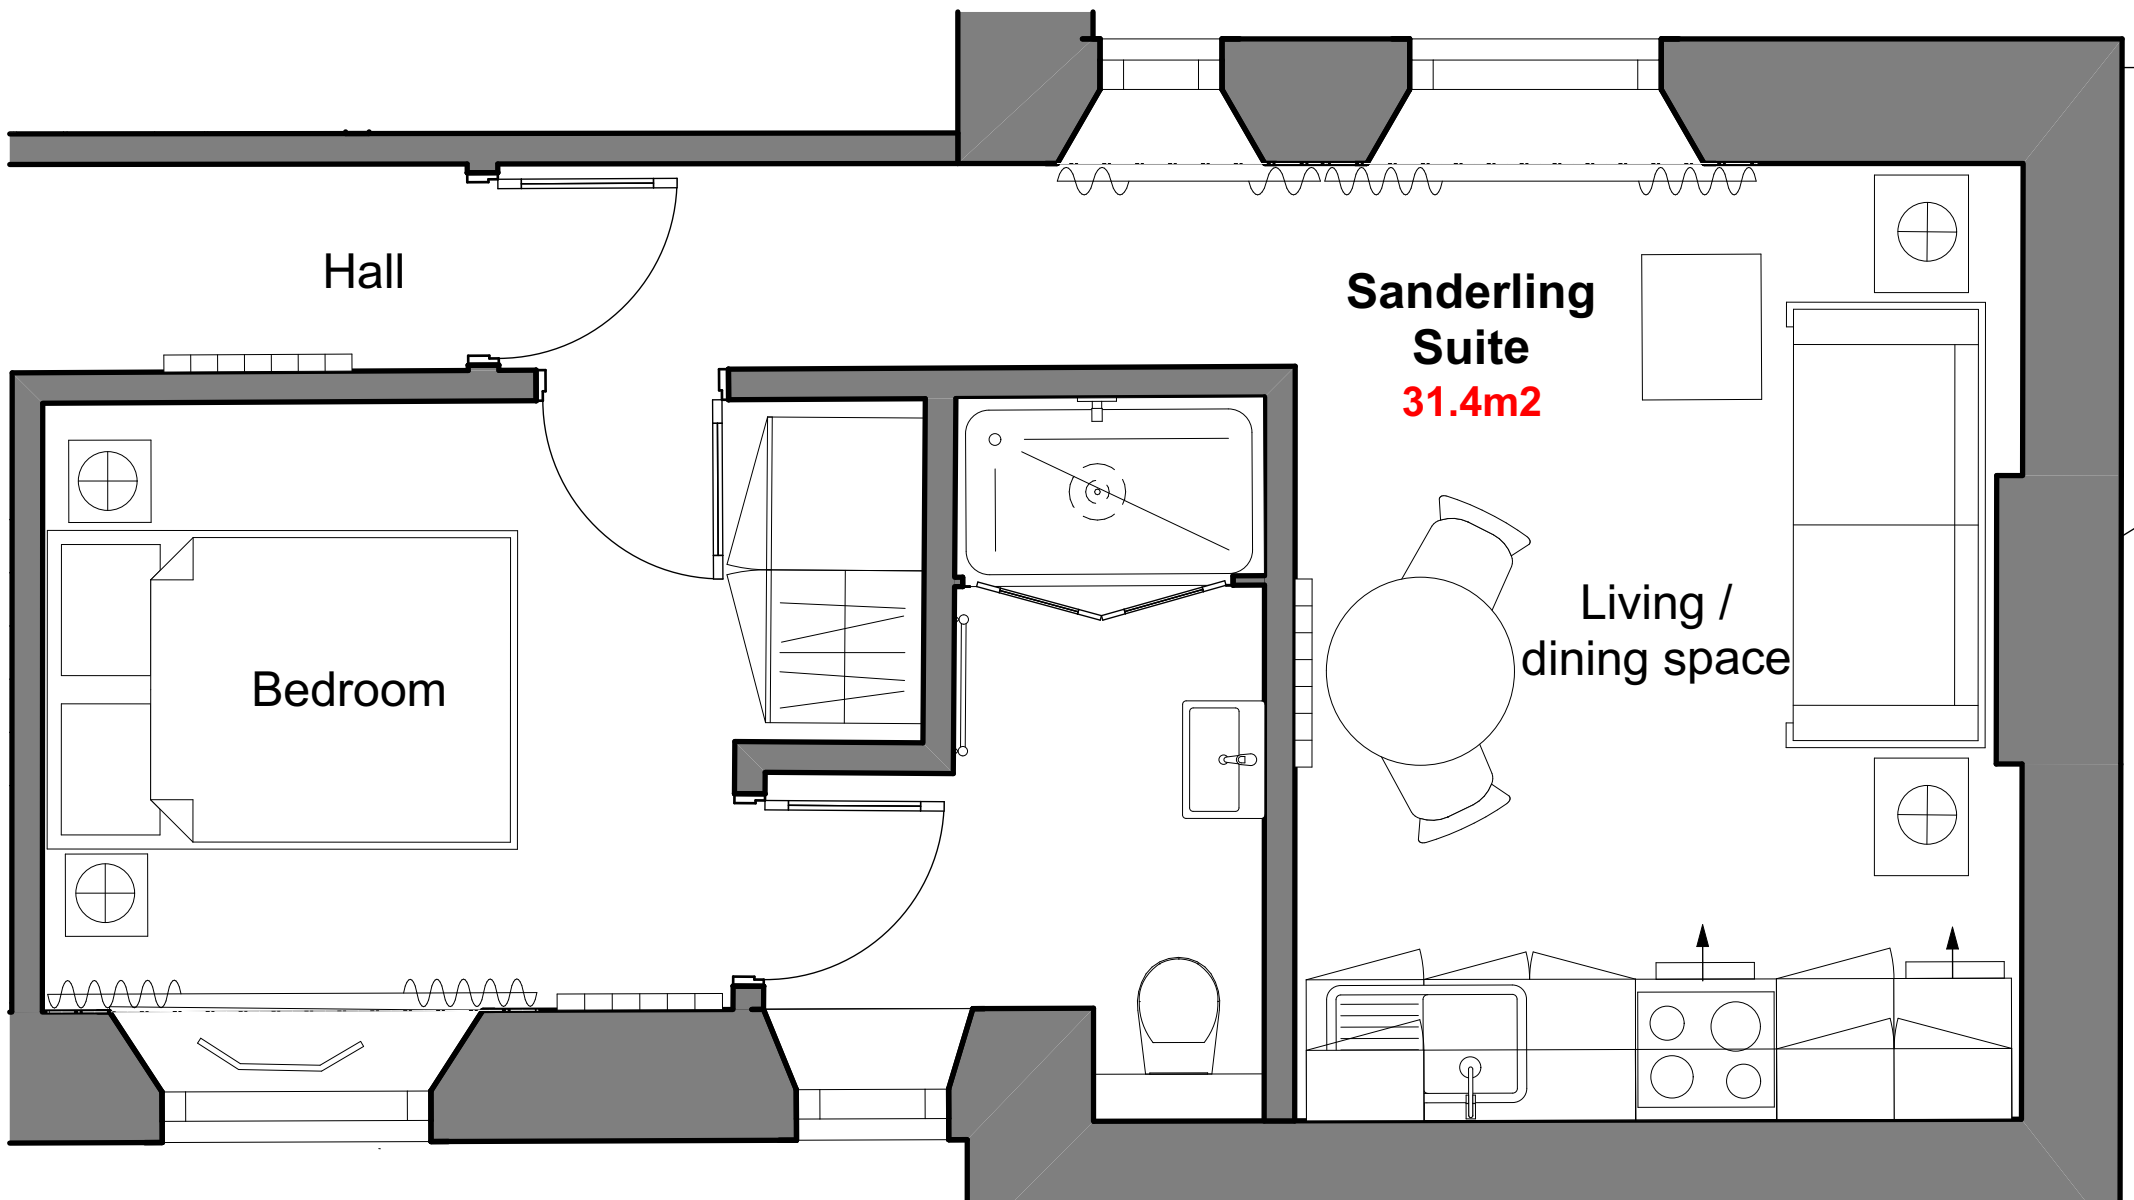 Hall
Sanderling
Suite
31.4m2
Living /
dining space
Bedroom